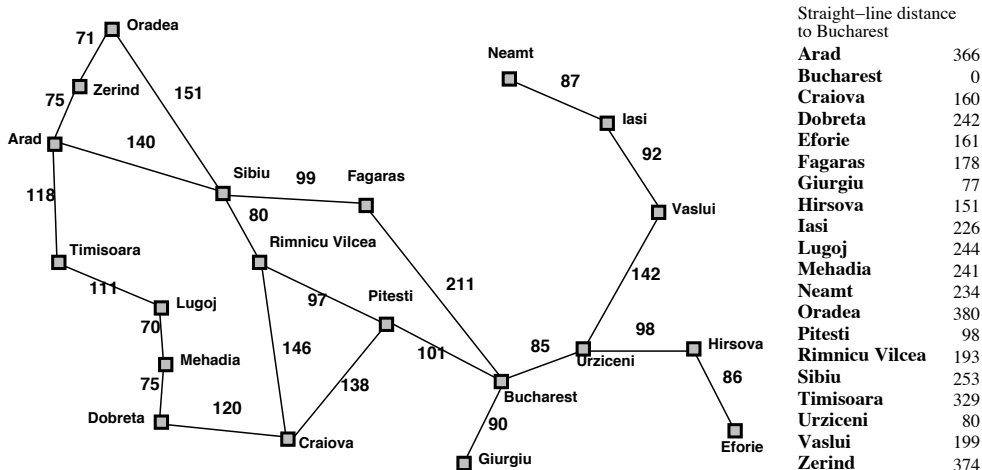 Oradea
71
Zerind
75
151
Arad
140
118
Sibiu
99
Fagaras
80
Rimnicu Vilcea
Timisoara
111
Lugoj
70
Mehadia
75
Dobreta
120
Craiova
146
97
Pitesti
138
101
211
Bucharest
90
Giurgiu
85
Urziceni
98
Hirsova
86
Eforie
142
Vaslui
92
Iasi
87
Neamt
Straight–line distance
to Bucharest
Arad 366
Bucharest 0
Craiova 160
Dobreta 242
Eforie 161
Fagaras 178
Giurgiu 77
Hirsova 151
Iasi 226
Lugoj 244
Mehadia 241
Neamt 234
Oradea 380
Pitesti 98
Rimnicu Vilcea 193
Sibiu 253
Timisoara 329
Urziceni 80
Vaslui 199
Zerind 374